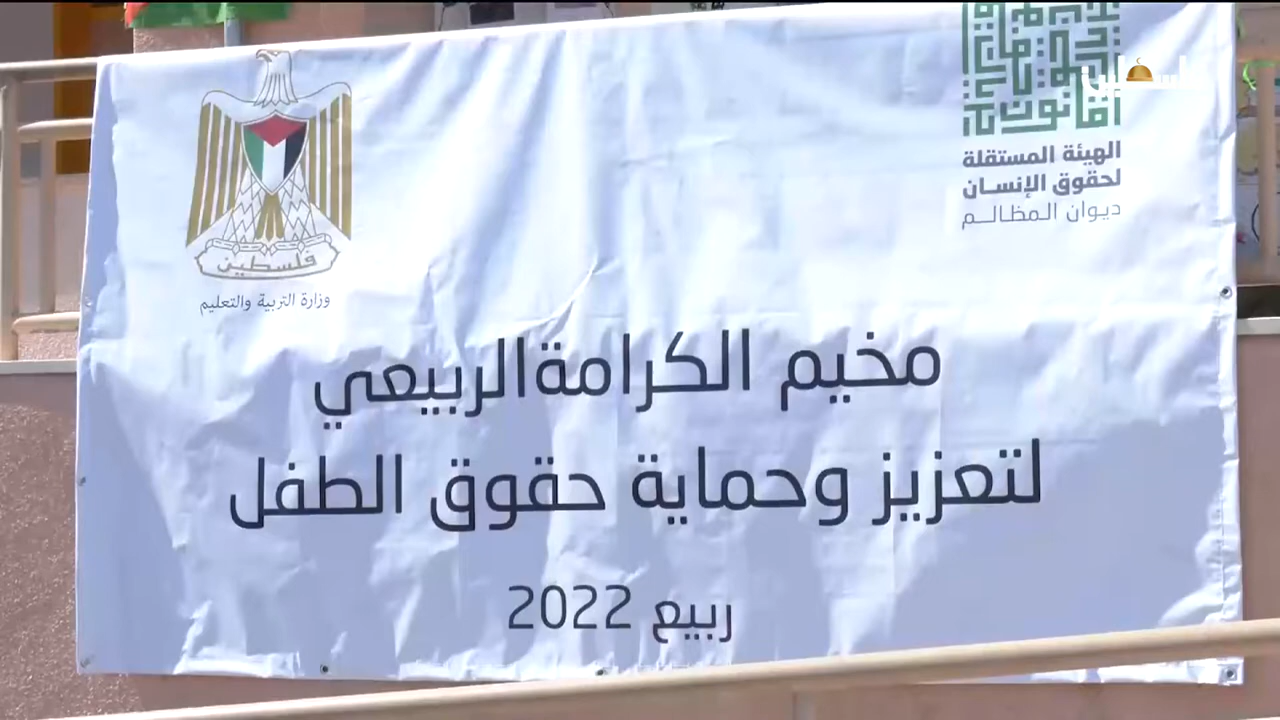 فلسطين
الهيئة المستقلة
لحقوق الإنسان
ديوان المظالم
فلسطين
وزارة التربية والتعليم
مخيم الكرامة الربيعي
لتعزيز وحماية حقوق الطفل
ربيع 2022